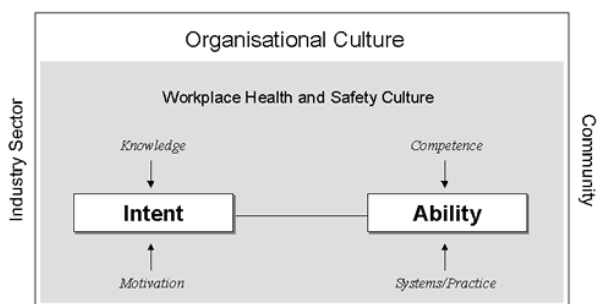 Organisational Culture
Industry Sector
Community
Workplace Health and Safety Culture
Knowledge
Competence
Intent
Ability
Motivation
Systems/Practice